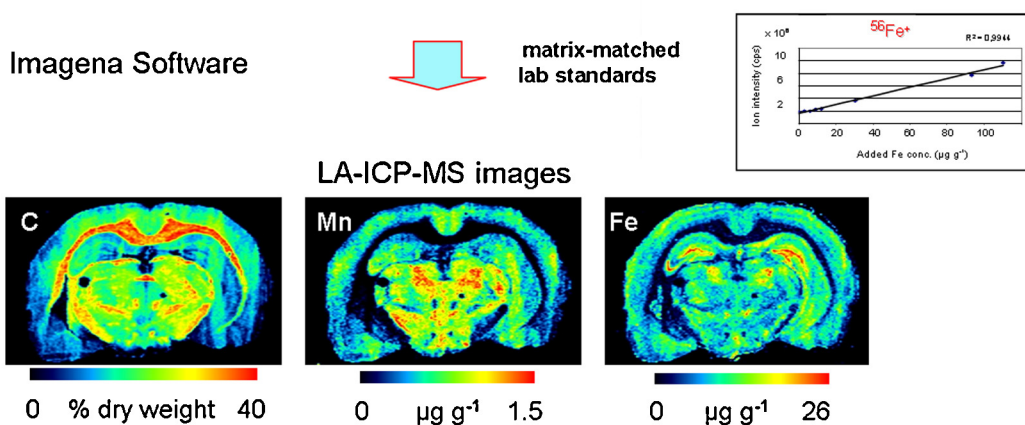 Imagena Software
matrix-matched
lab standards
⁵⁶Fe⁺
× 10⁶
R² = 0,9944
Ion intensity (cps)
10
6
2
0 20 40 60 80 100
Added Fe conc. (µg g⁻¹)
LA-ICP-MS images
C
Mn
Fe
0 % dry weight 40
0 µg g⁻¹ 1.5
0 µg g⁻¹ 26